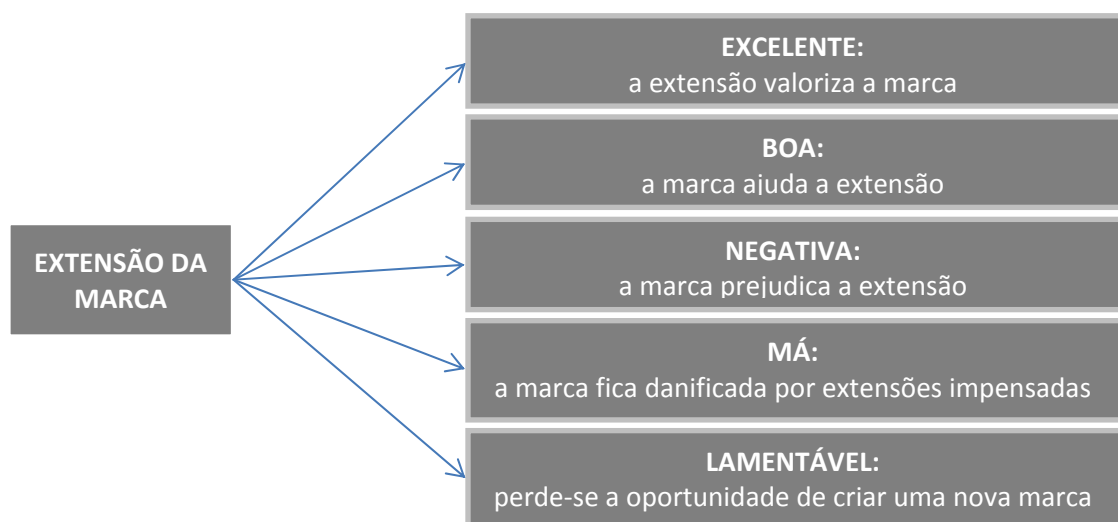 EXTENSÃO DA
MARCA
EXCELENTE:
a extensão valoriza a marca
BOA:
a marca ajuda a extensão
NEGATIVA:
a marca prejudica a extensão
MÁ:
a marca fica danificada por extensões impensadas
LAMENTÁVEL:
perde-se a oportunidade de criar uma nova marca